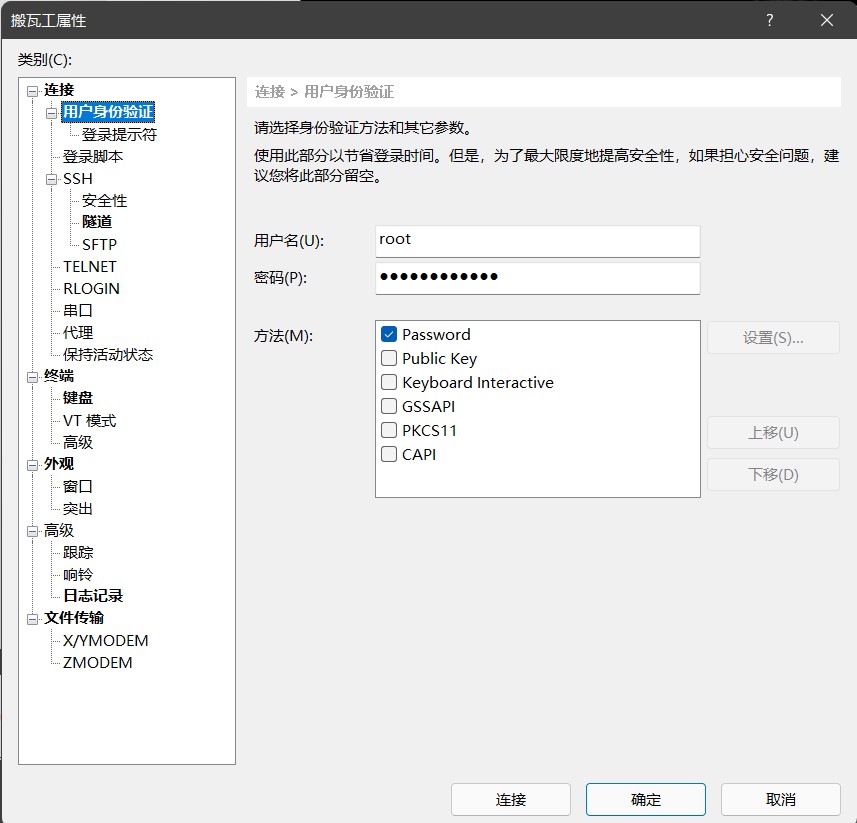 搬瓦工属性
?
类别(C):
连接
用户身份验证
登录提示符
登录脚本
SSH
安全性
隧道
SFTP
TELNET
RLOGIN
串口
代理
保持活动状态
终端
键盘
VT 模式
高级
外观
窗口
突出
高级
跟踪
响铃
日志记录
文件传输
X/YMODEM
ZMODEM
连接 > 用户身份验证
请选择身份验证方法和其它参数。
使用此部分以节省登录时间。但是，为了最大限度地提高安全性，如果担心安全问题，建
议您将此部分留空。
用户名(U):
root
密码(P):
●●●●●●●●●●●●
方法(M):
Password
Public Key
Keyboard Interactive
GSSAPI
PKCS11
CAPI
设置(S)...
上移(U)
下移(D)
连接
确定
取消